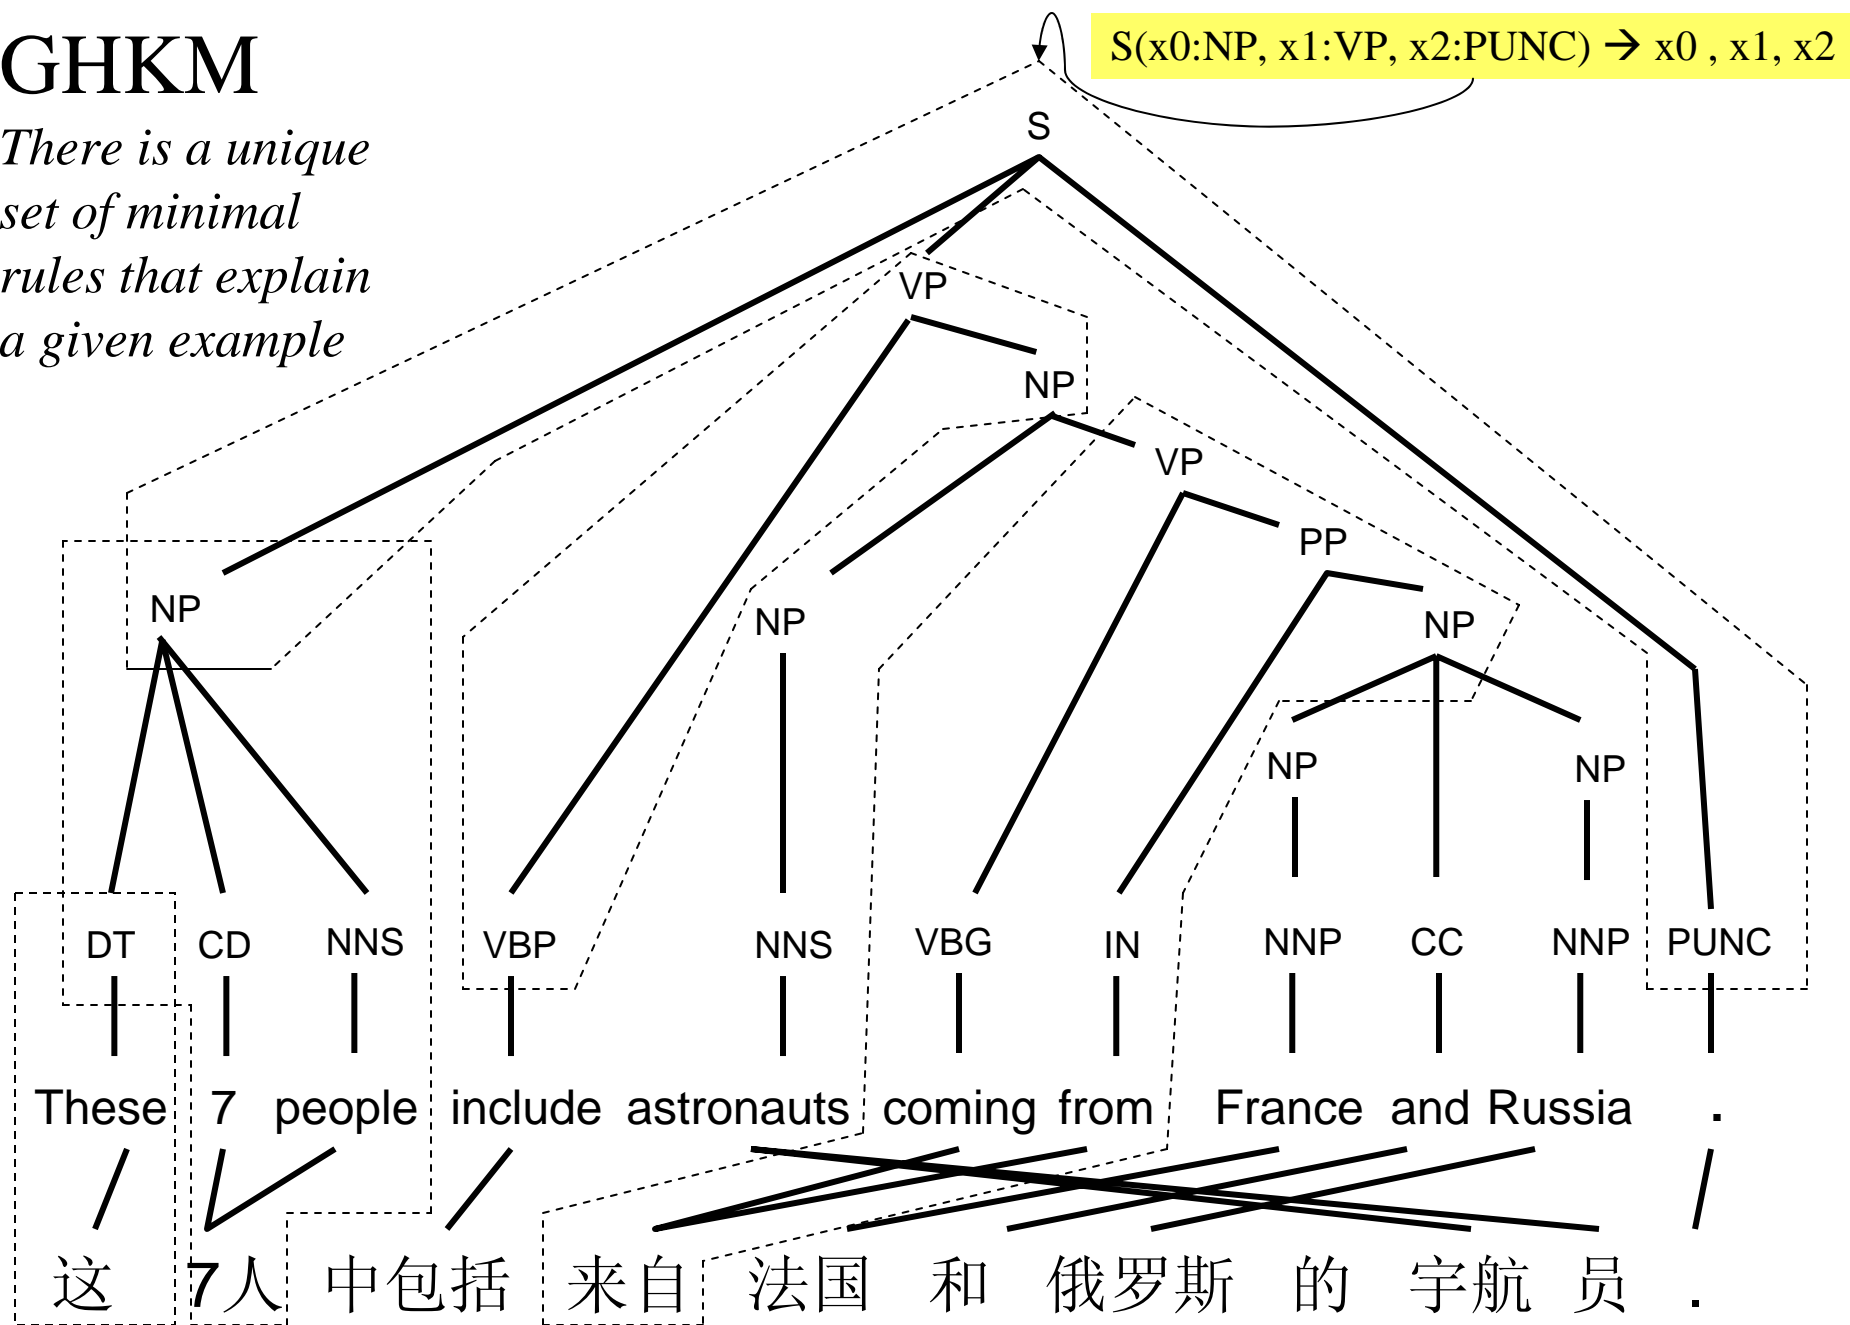 GHKM
S(x0:NP, x1:VP, x2:PUNC) → x0 , x1, x2
There is a unique
set of minimal
rules that explain
a given example
S
VP
NP
VP
PP
NP
NP
NP
NP
NP
DT CD NNS VBP NNS VBG IN NNP CC NNP PUNC
These 7 people include astronauts coming from France and Russia .
这 7人 中包括 来自 法国 和 俄罗斯 的 宇航 员 .